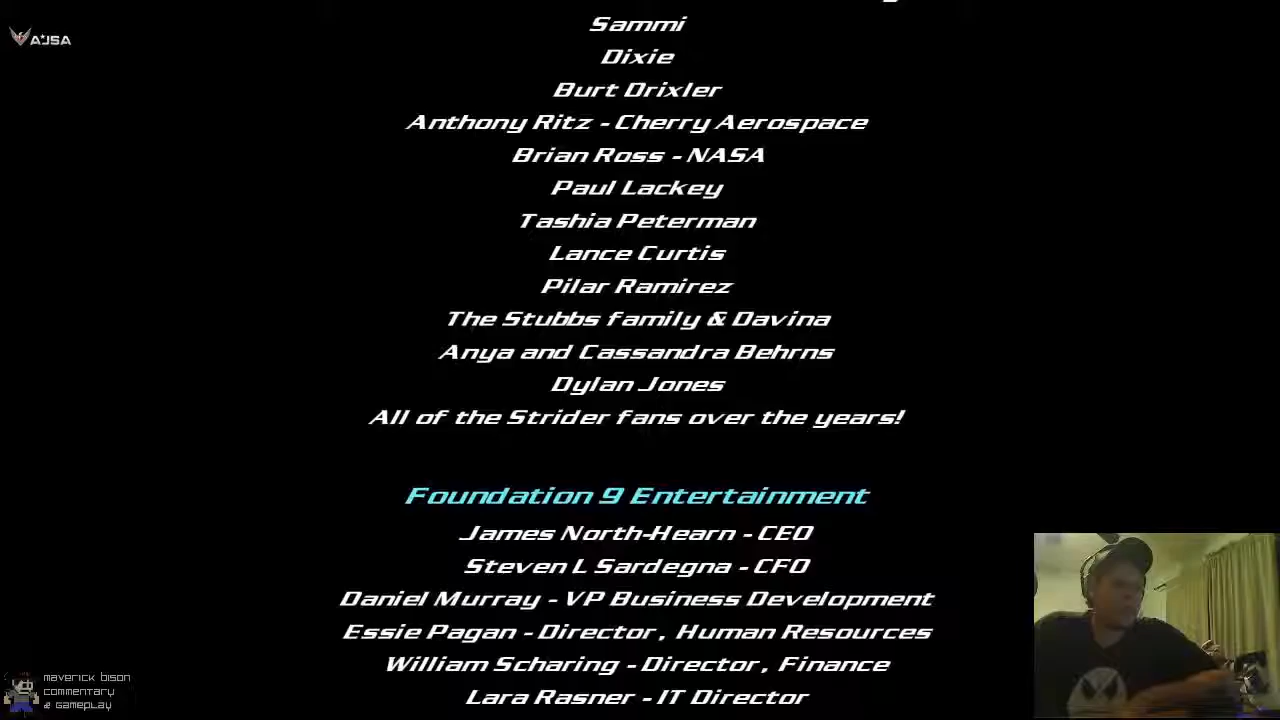 AJSA
Sammi
Dixie
Burt Drixler
Anthony Ritz - Cherry Aerospace
Brian Ross - NASA
Paul Lackey
Tashia Peterman
Lance Curtis
Pilar Ramirez
The Stubbs family & Davina
Anya and Cassandra Behrns
Dylan Jones
All of the Strider fans over the years!
Foundation 9 Entertainment
James North-Hearn - CEO
Steven L Sardegna - CFO
Daniel Murray - VP Business Development
Essie Pagan - Director, Human Resources
William Scharing - Director, Finance
Lara Rasner - IT Director
maverick bison
commentary
& Gameplay